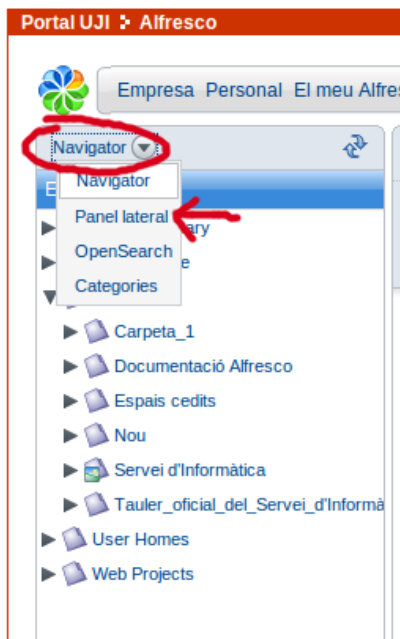 Portal UJI Alfresco
Empresa Personal El meu Alfres
Navigator
Navigator
Panel lateral
OpenSearch
Categories
Carpeta_1
Documentació Alfresco
Espais cedits
Nou
Servei d'Informàtica
Tauler_oficial_del_Servei_d'Informà
User Homes
Web Projects